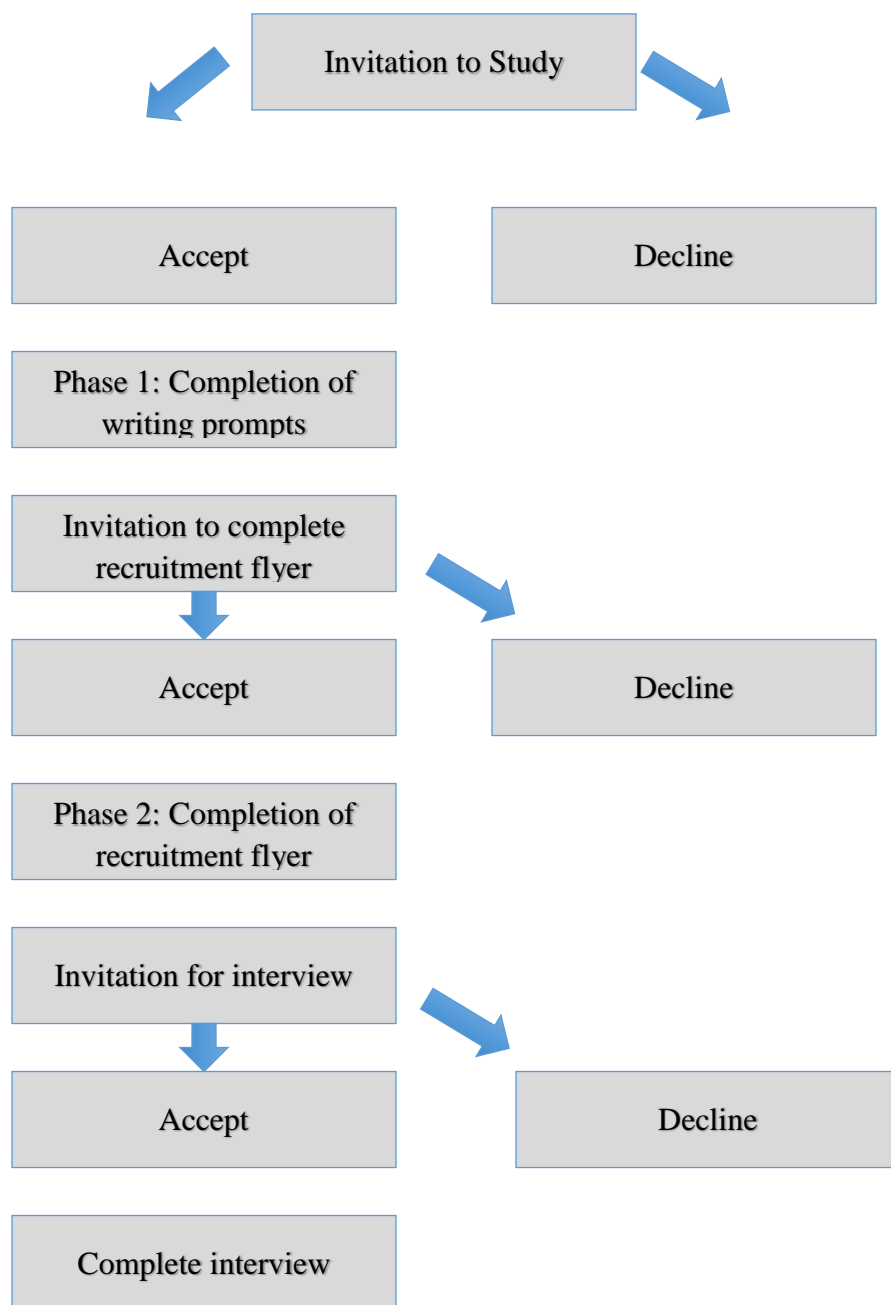 Invitation to Study
Accept
Decline
Phase 1: Completion of
writing prompts
Invitation to complete
recruitment flyer
Accept
Decline
Phase 2: Completion of
recruitment flyer
Invitation for interview
Accept
Decline
Complete interview